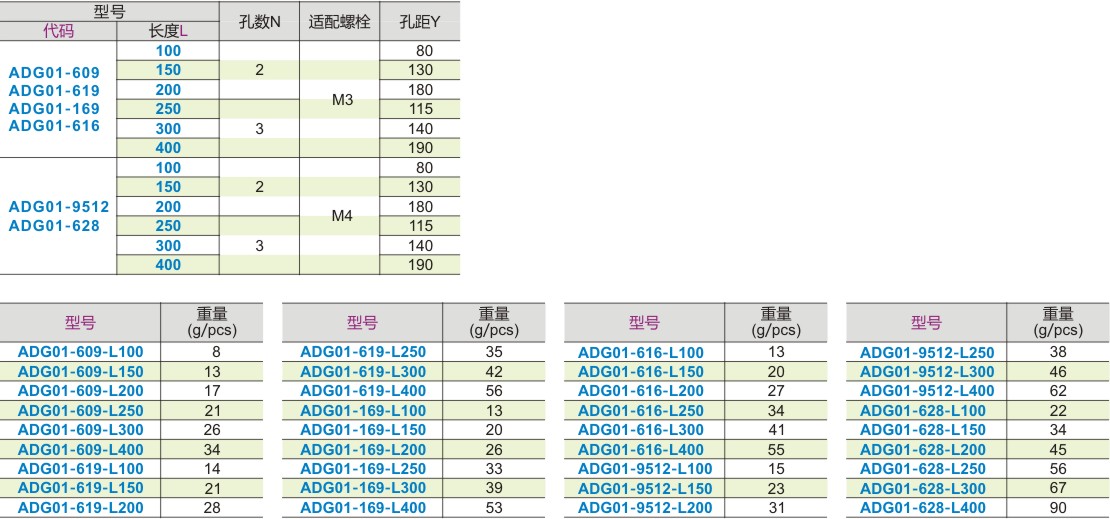 型号 孔数N 适配螺栓 孔距Y
代码 长度L
ADG01-609
ADG01-619
ADG01-169
ADG01-616
100 2 M3 80
150 130
200 180
250 3 115
300 140
400 190
ADG01-9512
ADG01-628
100 2 M4 80
150 130
200 180
250 3 115
300 140
400 190
型号 重量(g/pcs) 型号 重量(g/pcs) 型号 重量(g/pcs) 型号 重量(g/pcs)
ADG01-609-L100 8 ADG01-619-L250 35 ADG01-616-L100 13 ADG01-9512-L250 38
ADG01-609-L150 13 ADG01-619-L300 42 ADG01-616-L150 20 ADG01-9512-L300 46
ADG01-609-L200 17 ADG01-619-L400 56 ADG01-616-L200 27 ADG01-9512-L400 62
ADG01-609-L250 21 ADG01-169-L100 13 ADG01-616-L250 34 ADG01-628-L100 22
ADG01-609-L300 26 ADG01-169-L150 20 ADG01-616-L300 41 ADG01-628-L150 34
ADG01-609-L400 34 ADG01-169-L200 26 ADG01-616-L400 55 ADG01-628-L200 45
ADG01-619-L100 14 ADG01-169-L250 33 ADG01-9512-L100 15 ADG01-628-L250 56
ADG01-619-L150 21 ADG01-169-L300 39 ADG01-9512-L150 23 ADG01-628-L300 67
ADG01-619-L200 28 ADG01-169-L400 53 ADG01-9512-L200 31 ADG01-628-L400 90